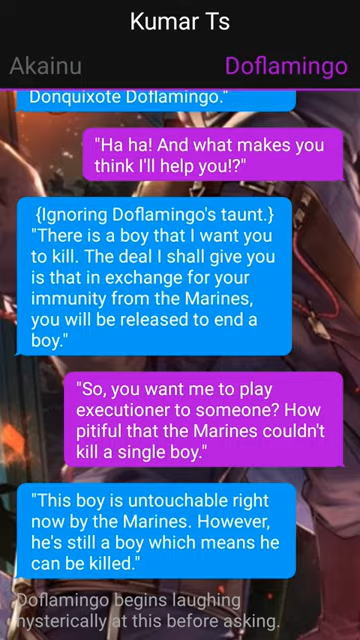 Kumar Ts
Akainu
Doflamingo
Donquixote Doflamingo."
"Ha ha! And what makes you
think I'll help you!?"
{Ignoring Doflamingo's taunt.}
"There is a boy that I want you
to kill. The deal I shall give you
is that in exchange for your
immunity from the Marines,
you will be released to end a
boy."
"So, you want me to play
executioner to someone? How
pitiful that the Marines couldn't
kill a single boy."
"This boy is untouchable right
now by the Marines. However,
he's still a boy which means he
can be killed."
Doflamingo begins laughing
hysterically at this before asking.